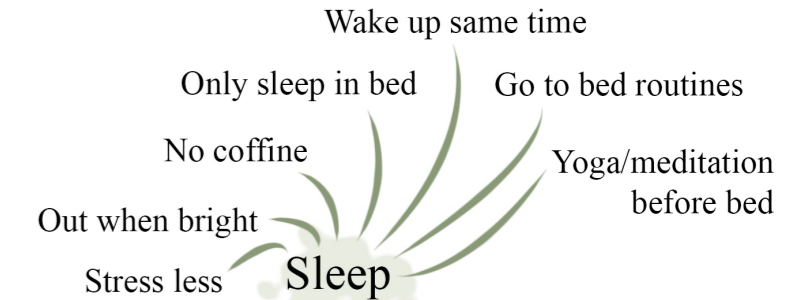 Wake up same time
Only sleep in bed
Go to bed routines
No coffine
Yoga/meditation
before bed
Out when bright
Stress less
Sleep